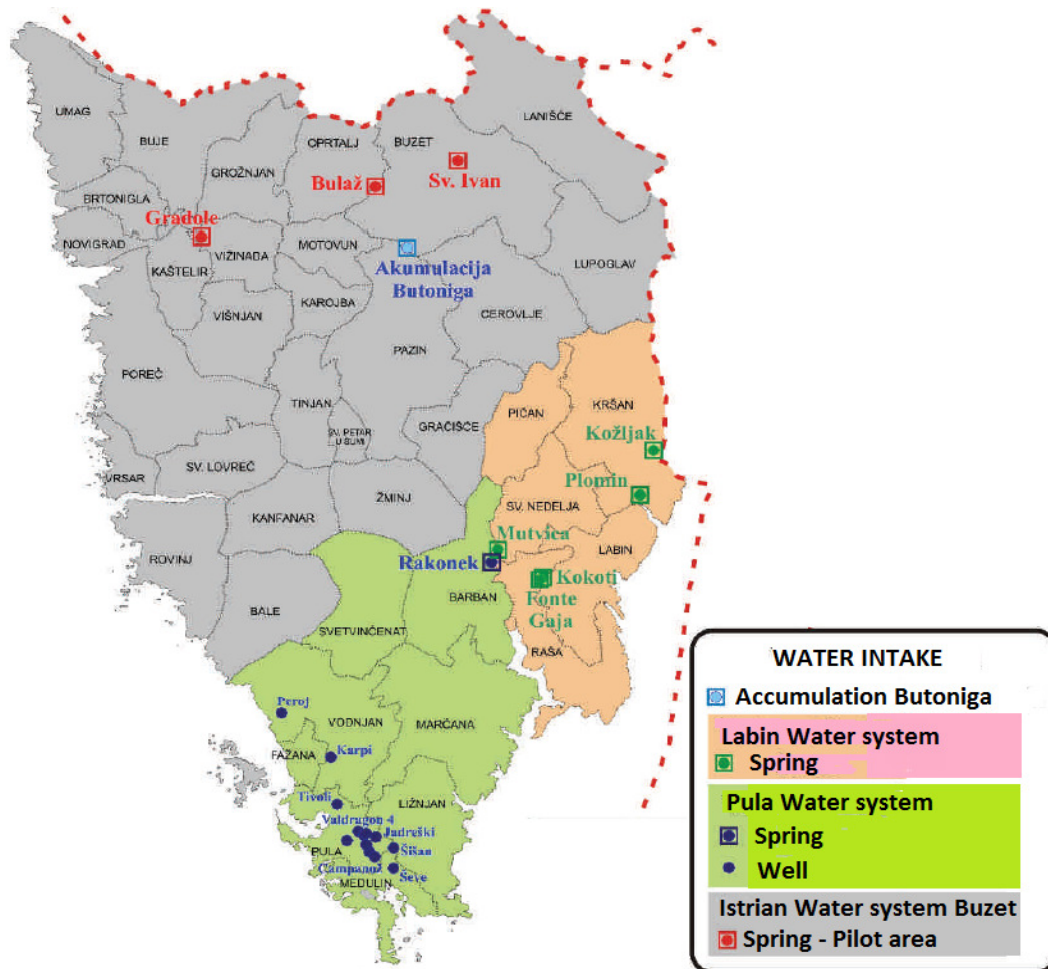 LANIŠĆE
UMAG
BUJE
OPRTALJ
BUZET
GROŽNJAN
Bulaž
Sv. Ivan
BRTONIGLA
Gradole
NOVIGRAD
VIŽINADA
MOTOVUN
LUPOGLAV
KAŠTELIR
Akumulacija
Butoniga
KAROJBA
VIŠNJAN
CEROVLJE
PAZIN
POREČ
TINJAN
PIĆAN
KRŠAN
SV. PETAR
U ŠUMI
GRAČIŠĆE
Kožljak
SV. LOVREČ
VRSAR
Plomin
ŽMINJ
SV. NEDELJA
KANFANAR
Mutvica
LABIN
ROVINJ
Rakonek
Kokoti
BARBAN
Fonte
Gaja
BALE
SVETVINČENAT
RAŠA
Peroj
VODNJAN
MARČANA
FAŽANA
Karpi
Tivoli
LIŽNJAN
Valdragon 4
Jadreški
PULA
Šišan
Campanož
Ševe
MEDULIN
WATER INTAKE
Accumulation Butoniga
Labin Water system
Spring
Pula Water system
Spring
Well
Istrian Water system Buzet
Spring - Pilot area